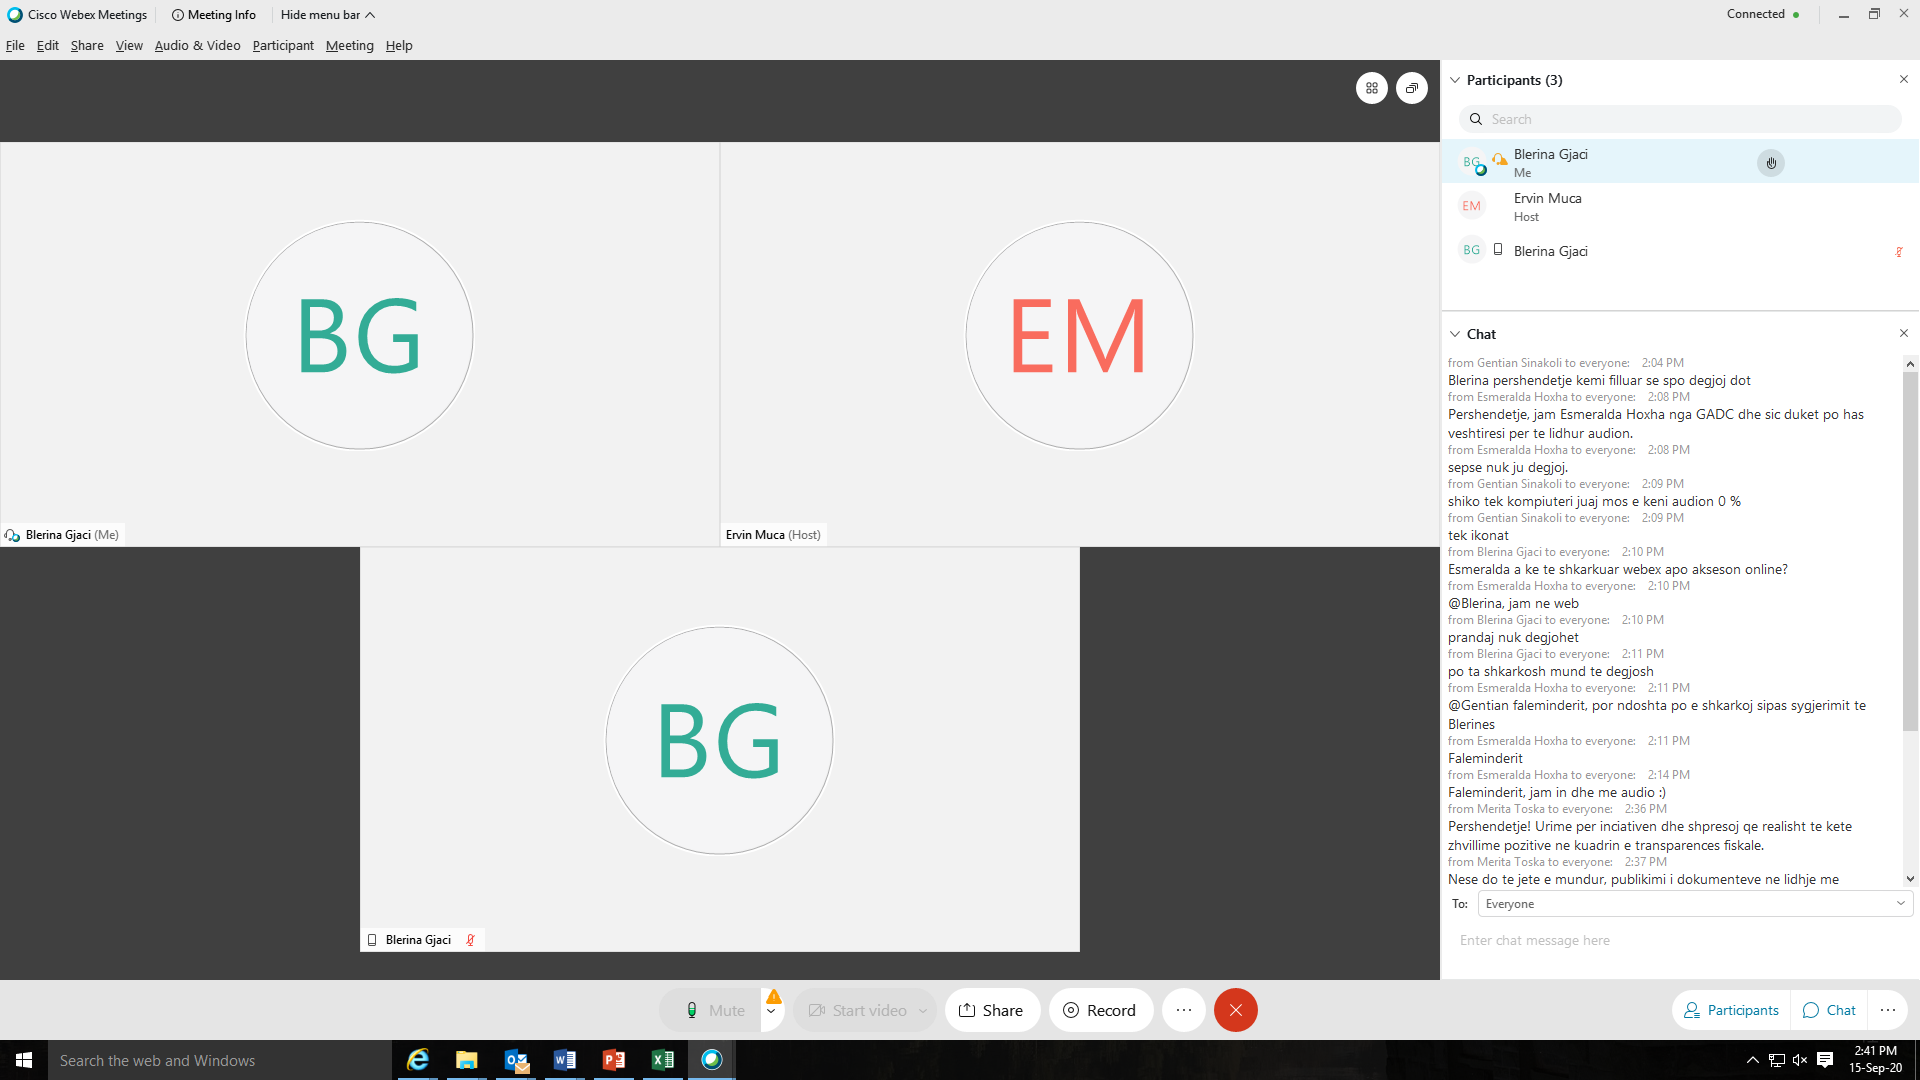 Cisco Webex Meetings
Meeting Info
Hide menu bar
Connected
File Edit Share View Audio & Video Participant Meeting Help
BG
Blerina Gjaci (Me)
EM
Ervin Muca (Host)
BG
Blerina Gjaci
Participants (3)
Search
BG
Blerina Gjaci
Me
EM
Ervin Muca
Host
BG
Blerina Gjaci
Chat
from Gentian Sinakoli to everyone: 2:04 PM
Blerina pershendetje kemi filluar se spo degjoj dot
from Esmeralda Hoxha to everyone: 2:08 PM
Pershendetje, jam Esmeralda Hoxha nga GADC dhe sic duket po has
veshtiresi per te lidhur audion.
from Esmeralda Hoxha to everyone: 2:08 PM
sepse nuk ju degjoj.
from Gentian Sinakoli to everyone: 2:09 PM
shiko tek kompiuteri juaj mos e keni audion 0 %
from Gentian Sinakoli to everyone: 2:09 PM
tek ikonat
from Blerina Gjaci to everyone: 2:10 PM
Esmeralda a ke te shkarkuar webex apo akseson online?
from Esmeralda Hoxha to everyone: 2:10 PM
@Blerina, jam ne web
from Blerina Gjaci to everyone: 2:10 PM
prandaj nuk degjohet
from Blerina Gjaci to everyone: 2:11 PM
po ta shkarkosh mund te degjosh
from Esmeralda Hoxha to everyone: 2:11 PM
@Gentian faleminderit, por ndoshta po e shkarkoj sipas sygjerimit te
Blerines
from Esmeralda Hoxha to everyone: 2:11 PM
Faleminderit
from Esmeralda Hoxha to everyone: 2:14 PM
Faleminderit, jam in dhe me audio :)
from Merita Toska to everyone: 2:36 PM
Pershendetje! Urime per inciativen dhe shpresoj qe realisht te kete
zhvillime pozitive ne kuadrin e transparences fiskale.
from Merita Toska to everyone: 2:37 PM
Nese do te jete e mundur, publikimi i dokumenteve ne lidhje me
To: Everyone
Enter chat message here
Mute
Start video
Share
Record
Participants
Chat
Search the web and Windows
2:41 PM
15-Sep-20